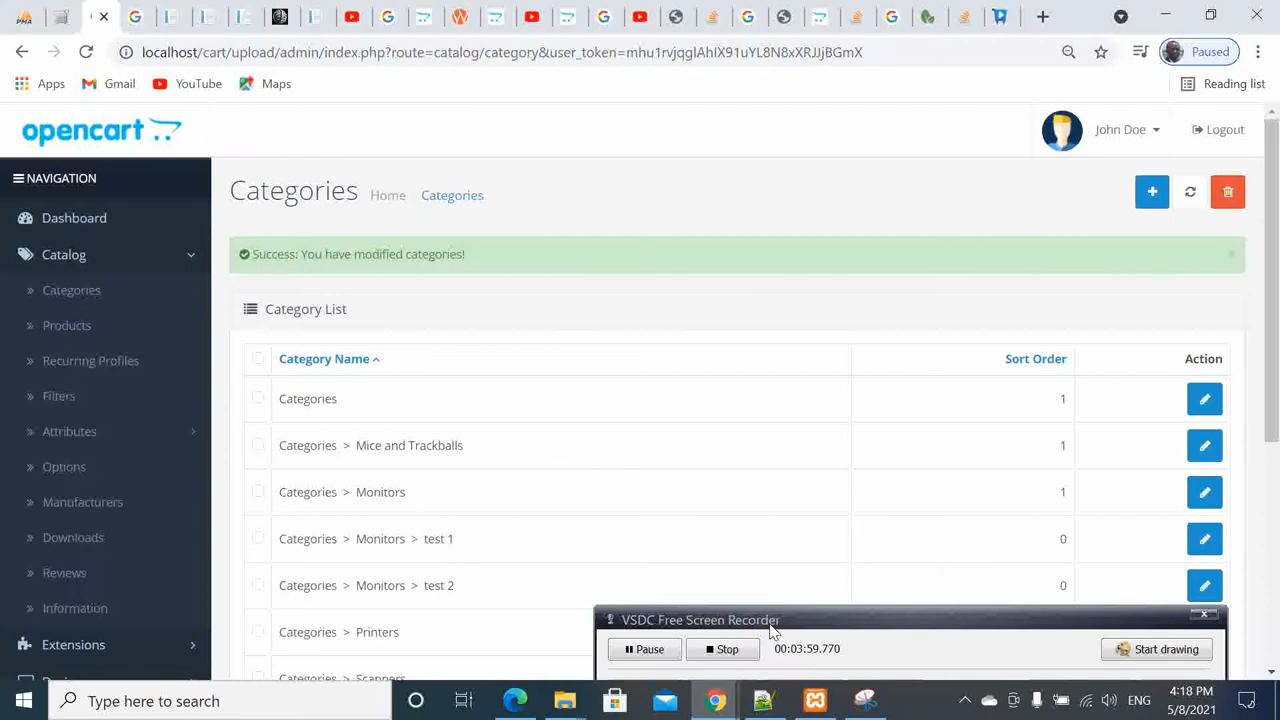 localhost/cart/upload/admin/index.php?route=catalog/category&user_token=mhu1rvjqglAhIX91uYL8N8xXRJJjBGmX
Paused
Apps
Gmail
YouTube
Maps
Reading list
opencart
John Doe
Logout
NAVIGATION
Categories
Home
Categories
Dashboard
Catalog
Success: You have modified categories!
Categories
Category List
Products
Category Name
Sort Order
Action
Recurring Profiles
Filters
Categories
1
Attributes
Categories > Mice and Trackballs
1
Options
Categories > Monitors
1
Manufacturers
Downloads
Categories > Monitors > test 1
0
Reviews
Categories > Monitors > test 2
0
Information
VSDC Free Screen Recorder
Categories > Printers
Extensions
Pause
Stop
00:03:59.770
Start drawing
Categories > Scanners
Type here to search
ENG
4:18 PM
5/8/2021